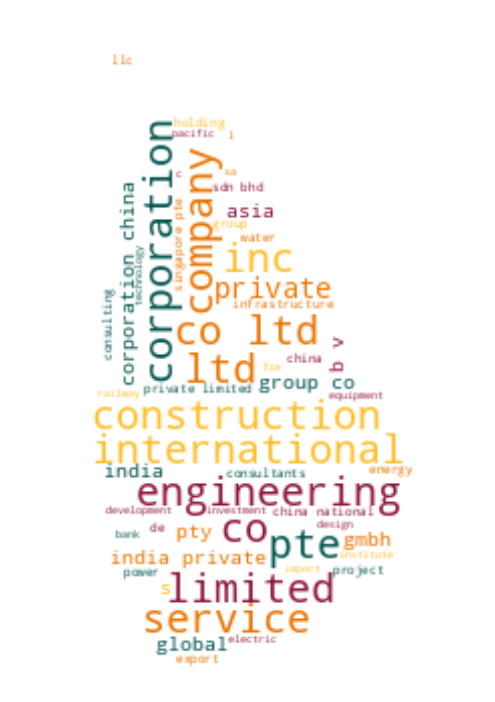 llc
holding
pacific
l
corporation
company
c
sa
sdn bhd
corporation china
singapore pte
asia
group
water
technology
inc
private
consulting
infrastructure
co ltd
b v
china
ltd
fze
group co
private limited
railway
equipment
construction
international
india
consultants
energy
engineering
development
investment
china national
co
design
de
bank
pty
pte
gmbh
india private
institute
power
import
project
s
limited
service
global
electric
export